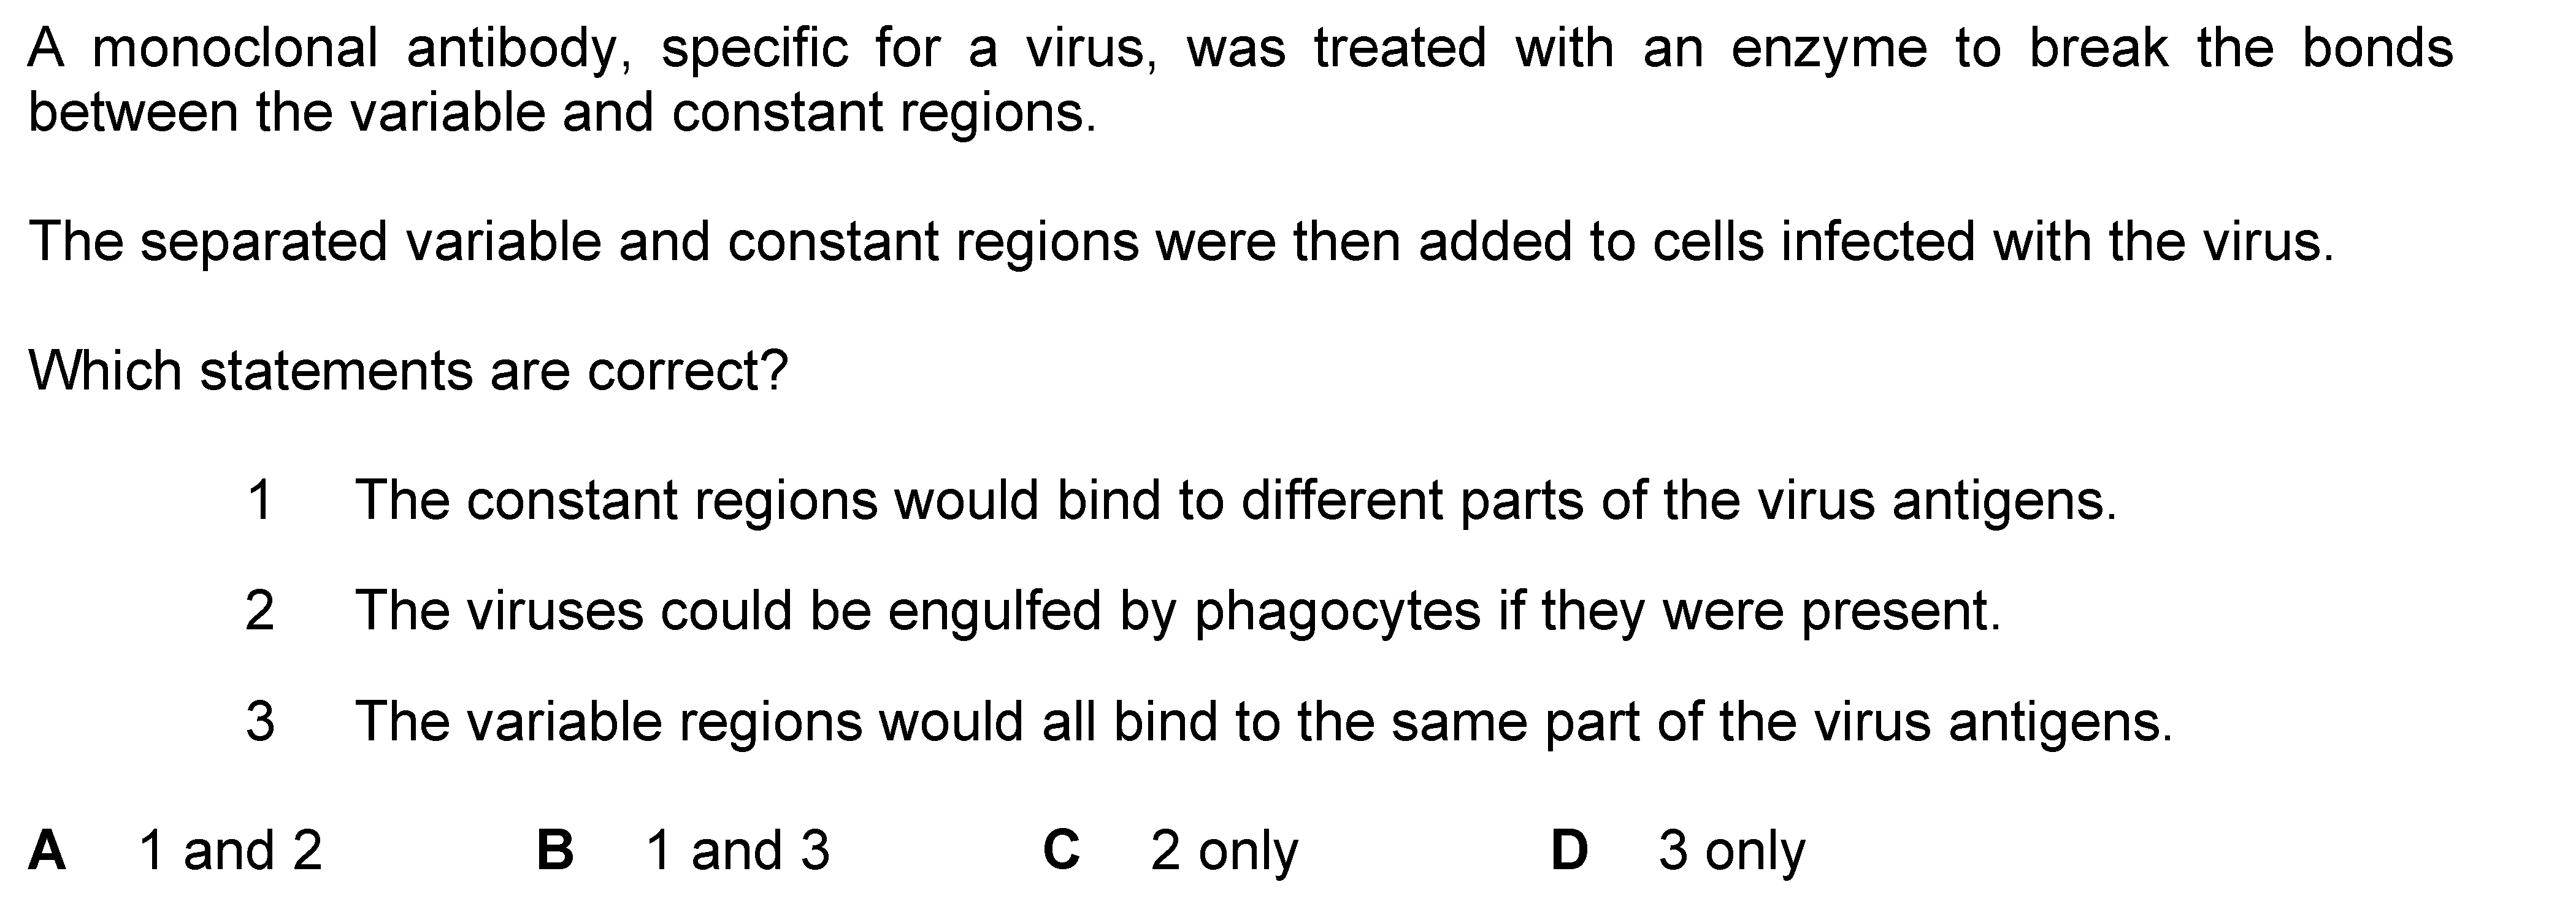 A monoclonal antibody, specific for a virus, was treated with an enzyme to break the bonds
between the variable and constant regions.
The separated variable and constant regions were then added to cells infected with the virus.
Which statements are correct?
1 The constant regions would bind to different parts of the virus antigens.
2 The viruses could be engulfed by phagocytes if they were present.
3 The variable regions would all bind to the same part of the virus antigens.
A 1 and 2 B 1 and 3 C 2 only D 3 only